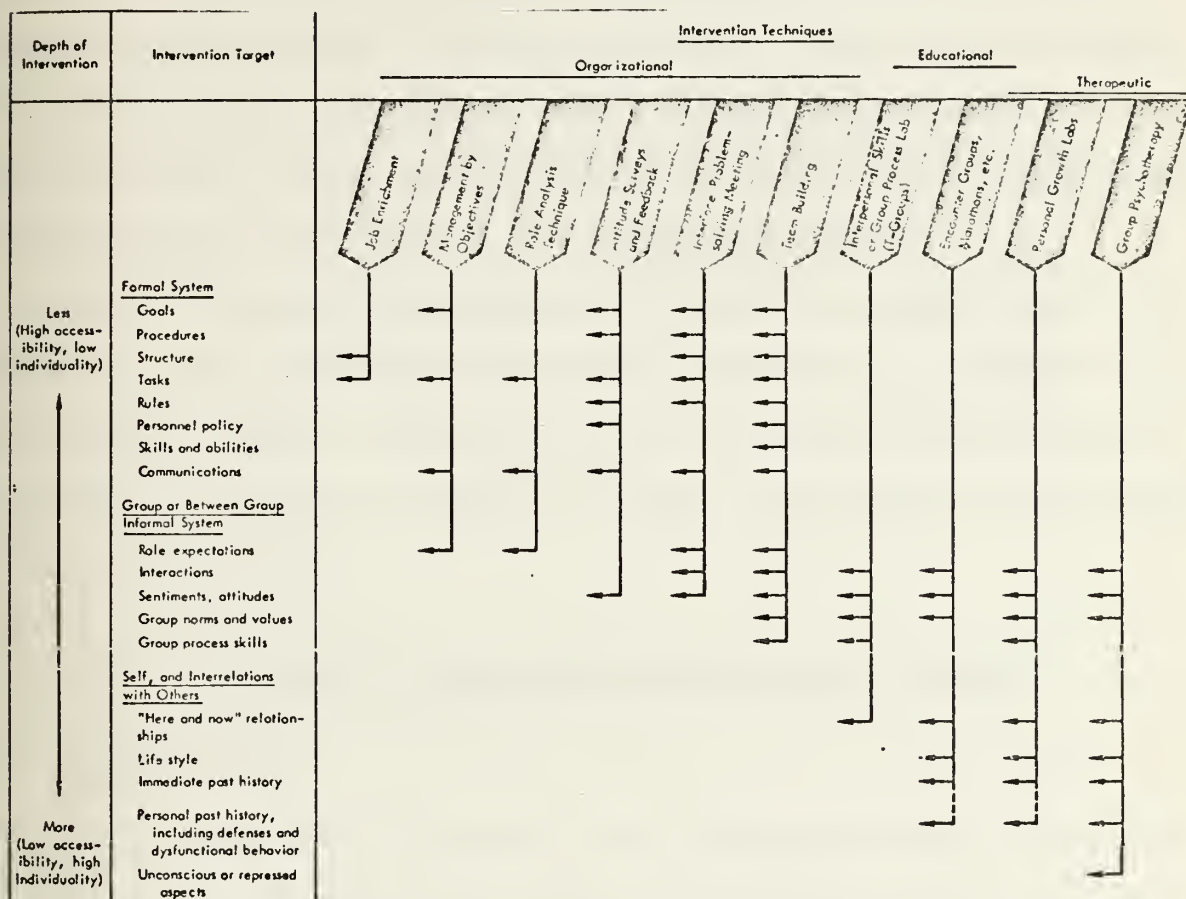 Intervention Techniques
Depth of
Intervention
Intervention Target
Organizational
Educational
Therapeutic
Job Enrichment
Management by
Objectives
Role Analysis
Technique
Attitude Surveys
and Feedback
Interface Problem-
solving Meeting
Team Building
Interpersonal Skills
or Group Process Lab
(T-Groups)
Encounter Groups,
Marathons, etc.
Personal Growth Labs
Group Psychotherapy
Less
(High access-
ibility, low
individuality)
Formal System
Goals
Procedures
Structure
Tasks
Rules
Personnel policy
Skills and abilities
Communications
Group or Between Group
Informal System
Role expectations
Interactions
Sentiments, attitudes
Group norms and values
Group process skills
Self, and Interrelations
with Others
"Here and now" relation-
ships
Life style
Immediate past history
Personal past history,
including defenses and
dysfunctional behavior
Unconscious or repressed
aspects
More
(Low access-
ibility, high
Individuality)